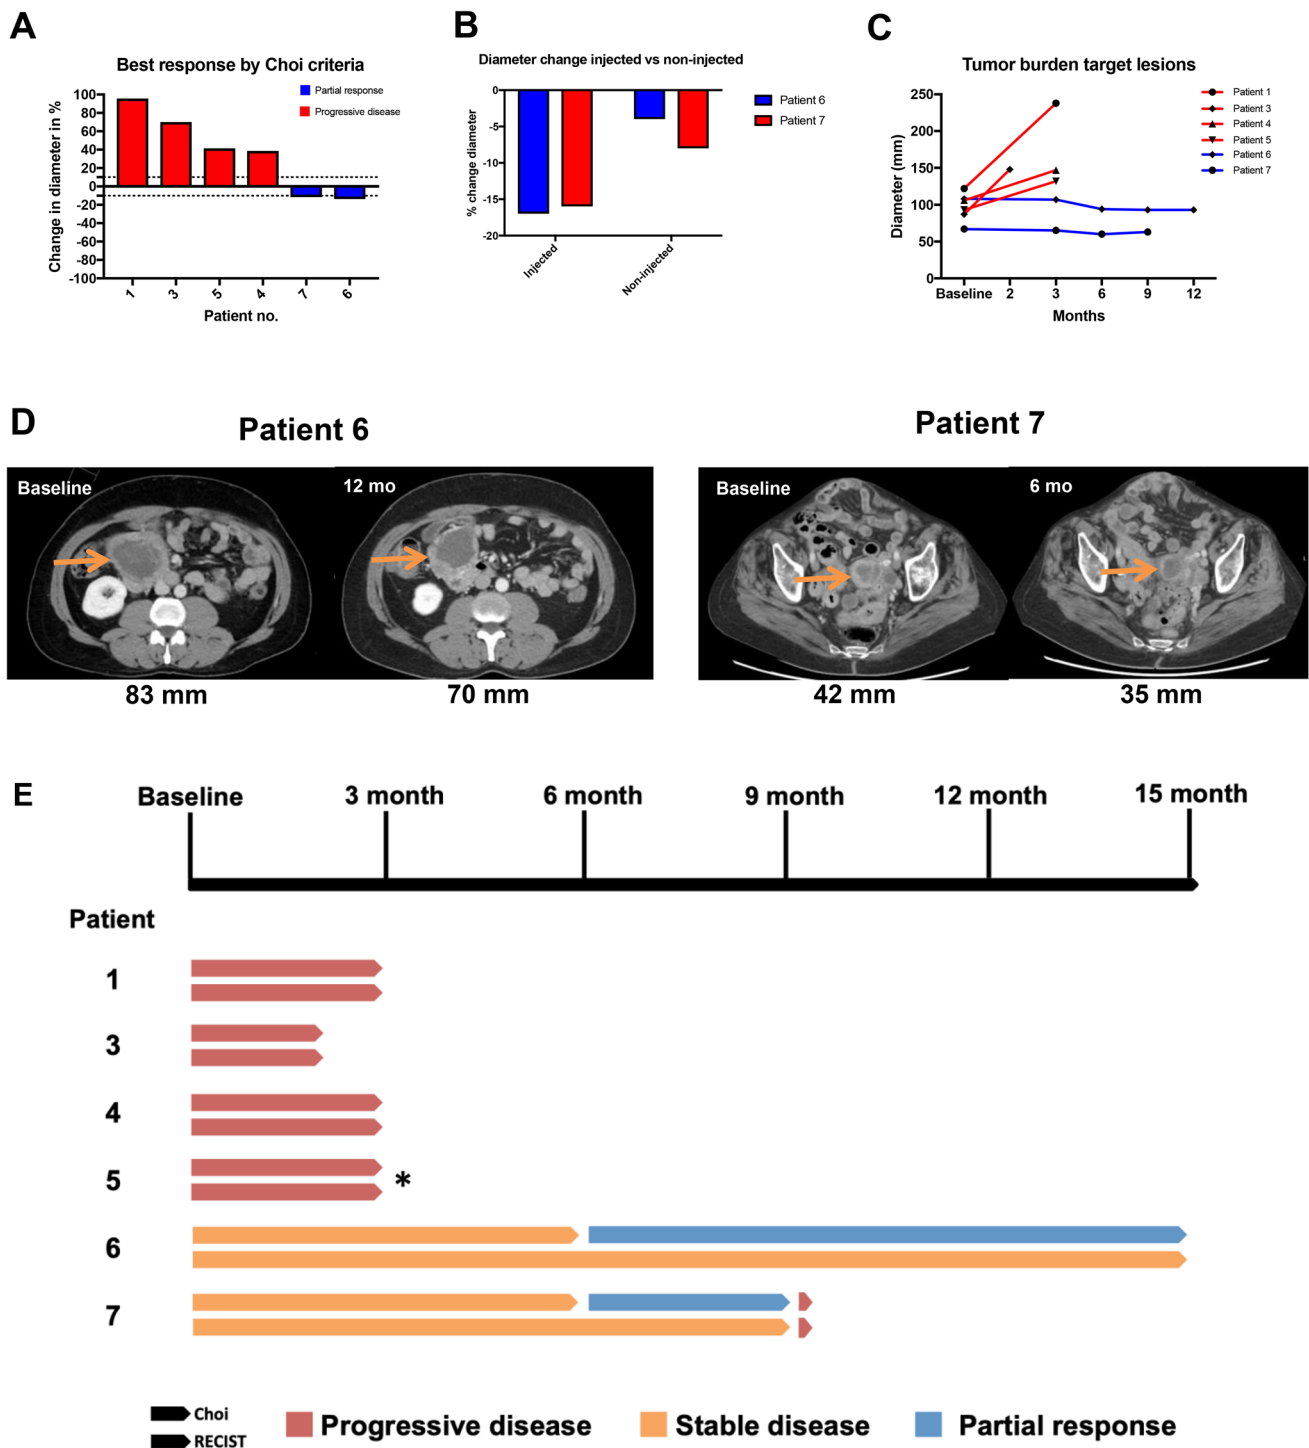 A
Best response by Choi criteria
Partial response
Progressive disease
Change in diameter in %
100
80
60
40
20
0
-20
-40
-60
-80
-100
1 3 5 4 7 6
Patient no.
B
Diameter change injected vs non-injected
Patient 6
Patient 7
% change diameter
0
-5
-10
-15
-20
Injected
Non-injected
C
Tumor burden target lesions
Patient 1
Patient 3
Patient 4
Patient 5
Patient 6
Patient 7
Diameter (mm)
250
200
150
100
50
0
Baseline 2 3 6 9 12
Months
D
Patient 6
Baseline
12 mo
83 mm
70 mm
Patient 7
Baseline
6 mo
42 mm
35 mm
E
Baseline 3 month 6 month 9 month 12 month 15 month
Patient
1
3
4
5 *
6
7
Choi
RECIST
Progressive disease
Stable disease
Partial response